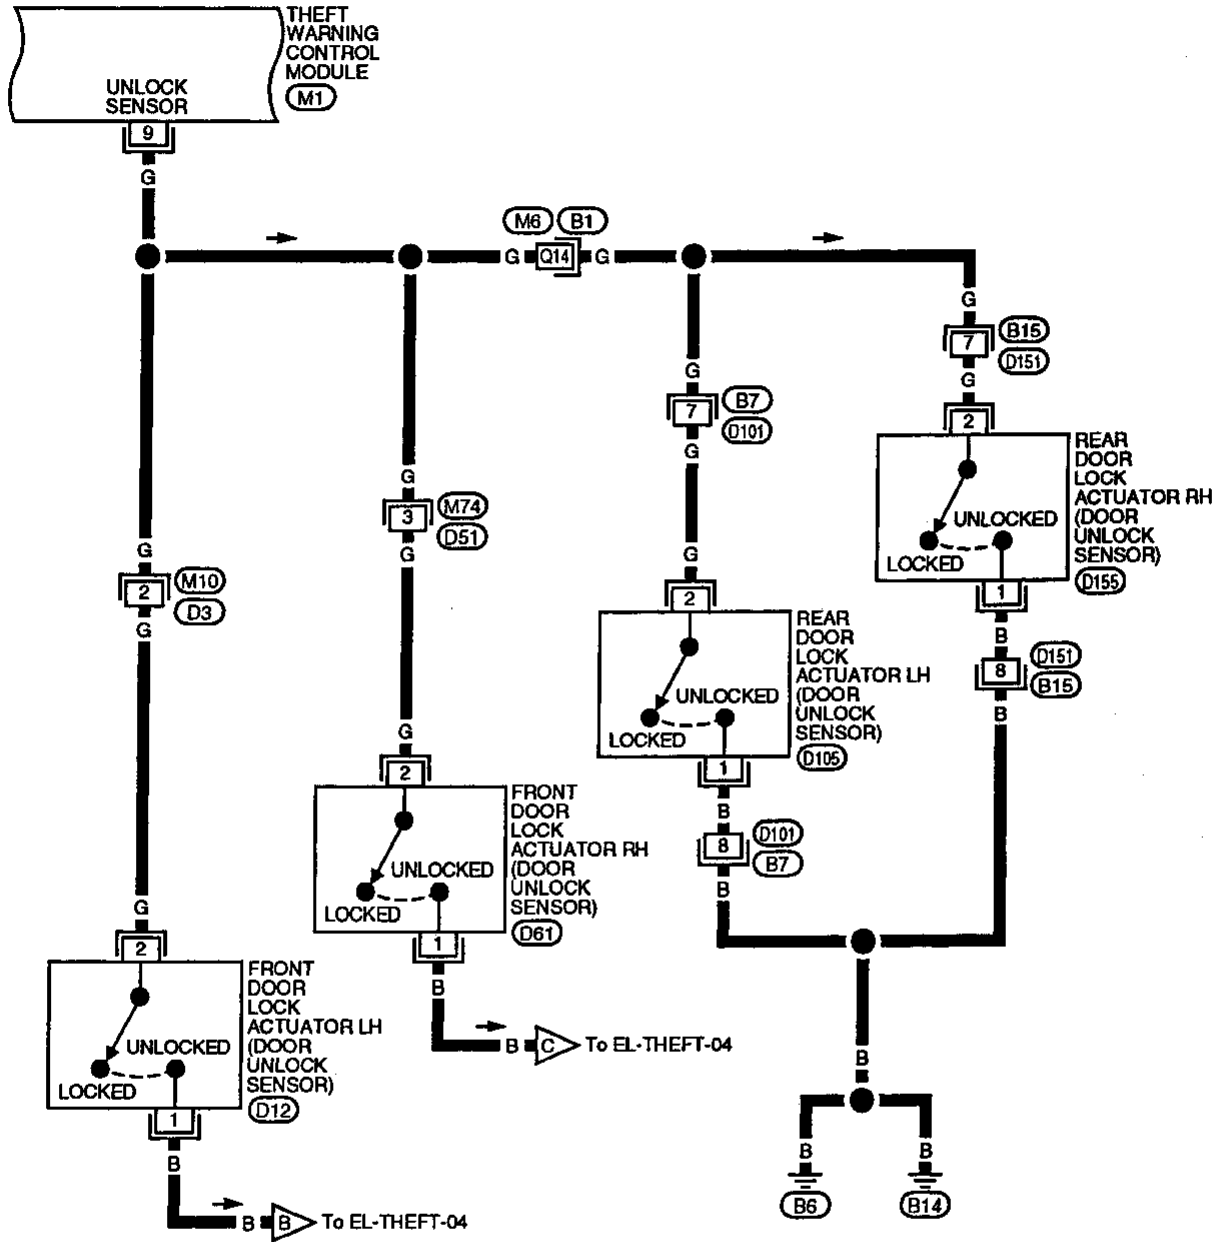 THEFT
WARNING
CONTROL
MODULE
M1
UNLOCK
SENSOR
9
G
M6 B1
G Q14 G
G
7
B15
D151
G
2
REAR
DOOR
LOCK
ACTUATOR RH
(DOOR
UNLOCK
SENSOR)
D155
UNLOCKED
LOCKED
1
B
8
D151
B15
B
G
7
B7
D101
G
G
2
REAR
DOOR
LOCK
ACTUATOR LH
(DOOR
UNLOCK
SENSOR)
D105
UNLOCKED
LOCKED
1
B
8
D101
B7
B
G
3
M74
D51
G
G
2
FRONT
DOOR
LOCK
ACTUATOR RH
(DOOR
UNLOCK
SENSOR)
D61
UNLOCKED
LOCKED
1
B
B C To EL-THEFT-04
G
2
M10
D3
G
G
2
FRONT
DOOR
LOCK
ACTUATOR LH
(DOOR
UNLOCK
SENSOR)
D12
UNLOCKED
LOCKED
1
B
B B To EL-THEFT-04
B
B B
B6 B14